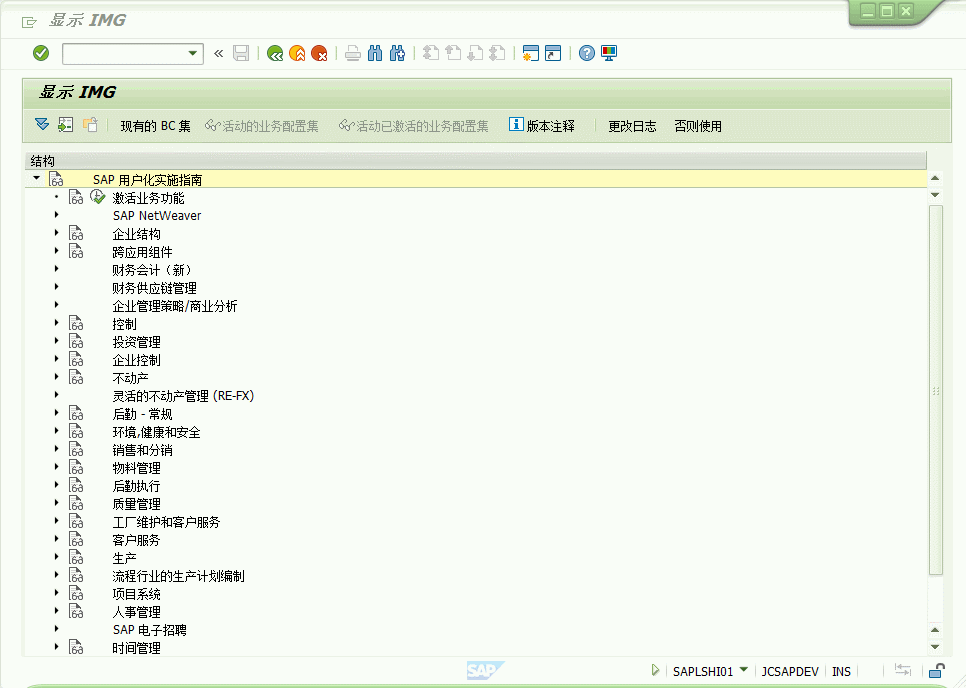 显示 IMG
显示 IMG
现有的 BC 集 活动的业务配置集 活动已激活的业务配置集 版本注释 更改日志 否则使用
结构
SAP 用户化实施指南
激活业务功能
SAP NetWeaver
企业结构
跨应用组件
财务会计（新）
财务供应链管理
企业管理策略/商业分析
控制
投资管理
企业控制
不动产
灵活的不动产管理 (RE-FX)
后勤 - 常规
环境,健康和安全
销售和分销
物料管理
后勤执行
质量管理
工厂维护和客户服务
客户服务
生产
流程行业的生产计划编制
项目系统
人事管理
SAP 电子招聘
时间管理
SAP SAPLSHI01 JCSAPDEV INS